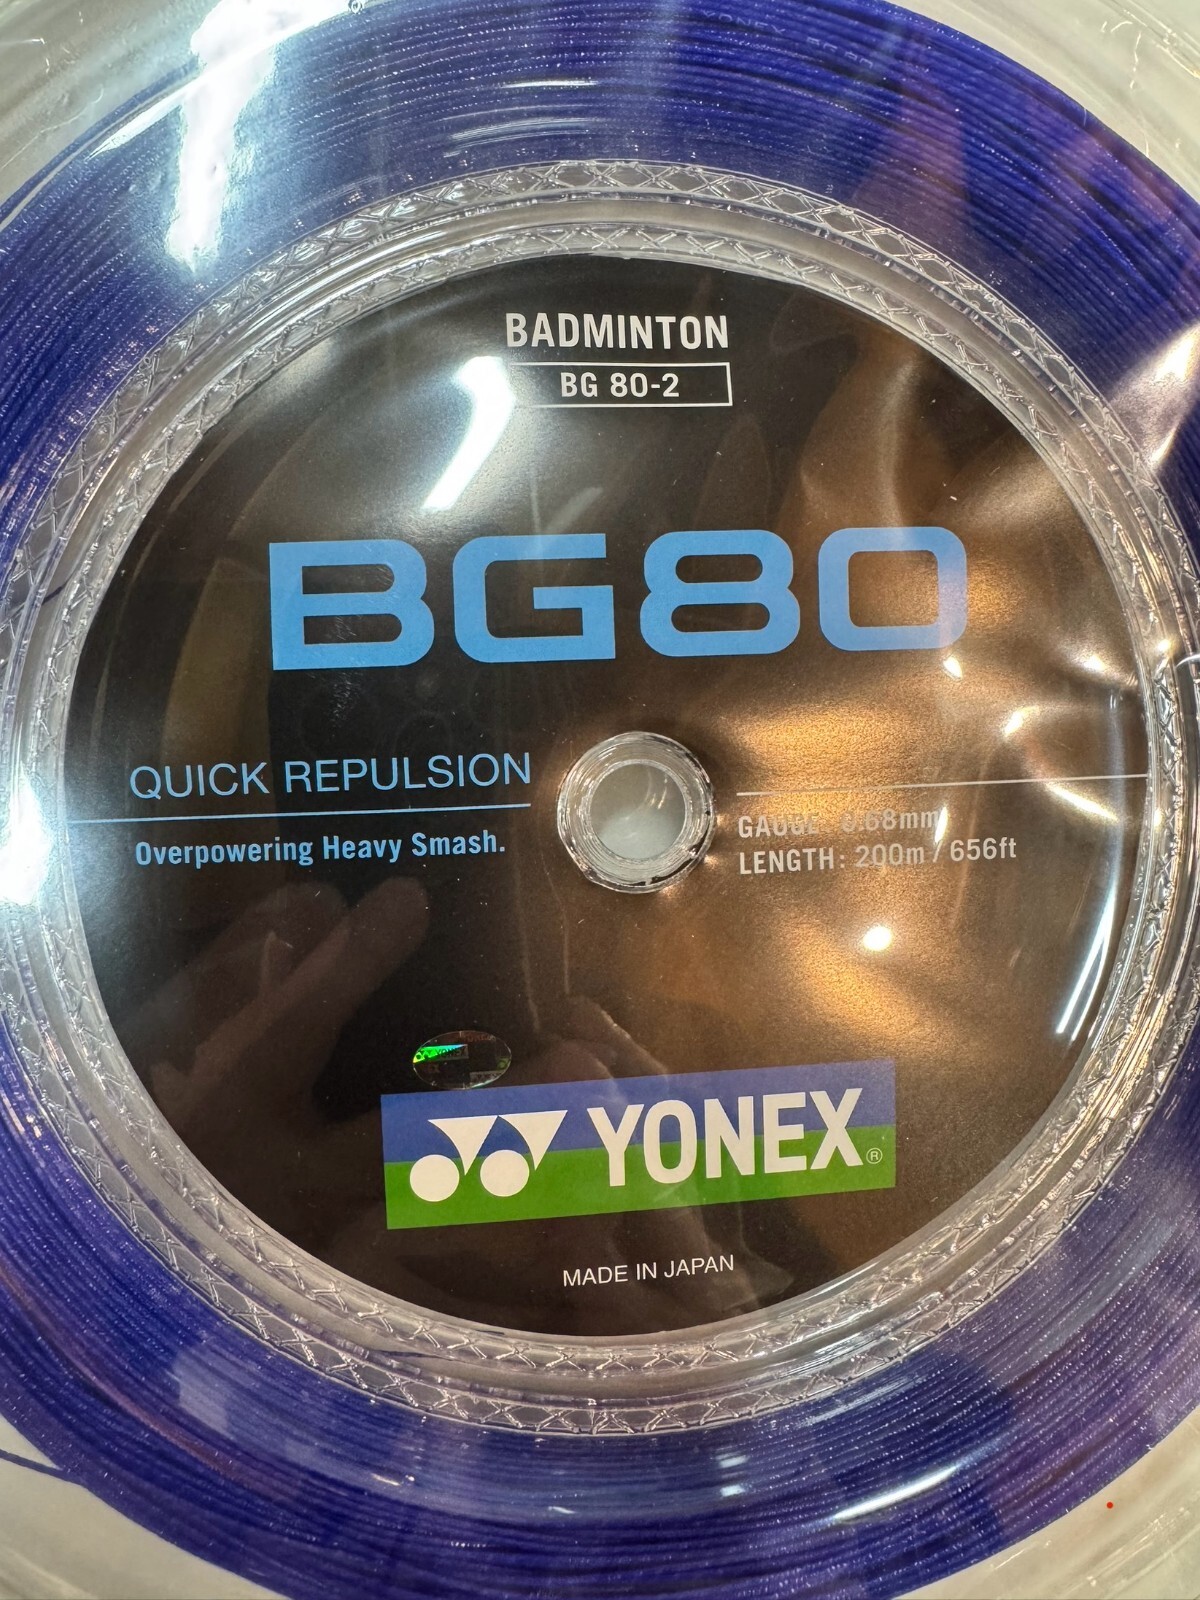 BADMINTON
BG 80-2
BG80
QUICK REPULSION
Overpowering Heavy Smash.
GAUGE 0.68mm
LENGTH: 200m / 656ft
YONEX®
MADE IN JAPAN